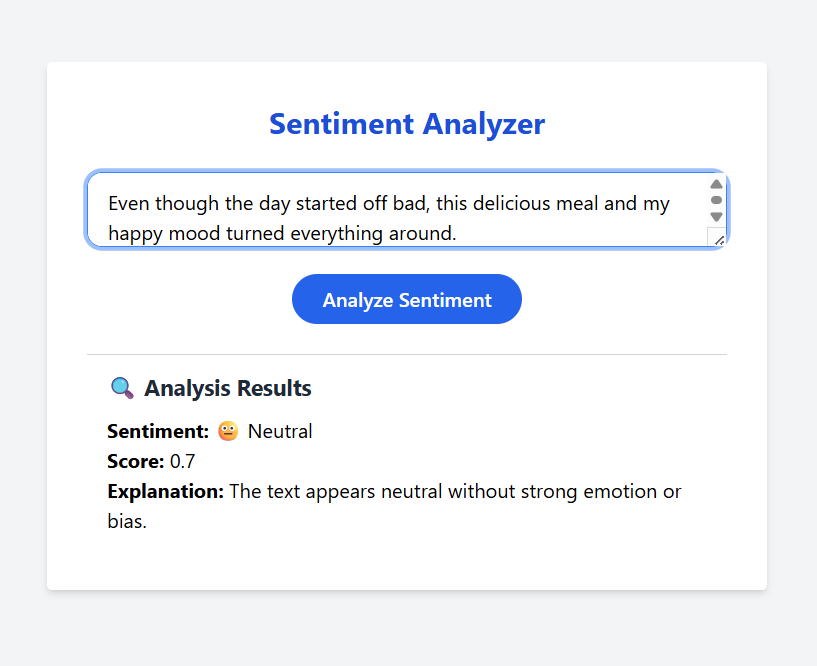 Sentiment Analyzer
Even though the day started off bad, this delicious meal and my
happy mood turned everything around.
Analyze Sentiment
🔍 Analysis Results
Sentiment: 😐 Neutral
Score: 0.7
Explanation: The text appears neutral without strong emotion or
bias.